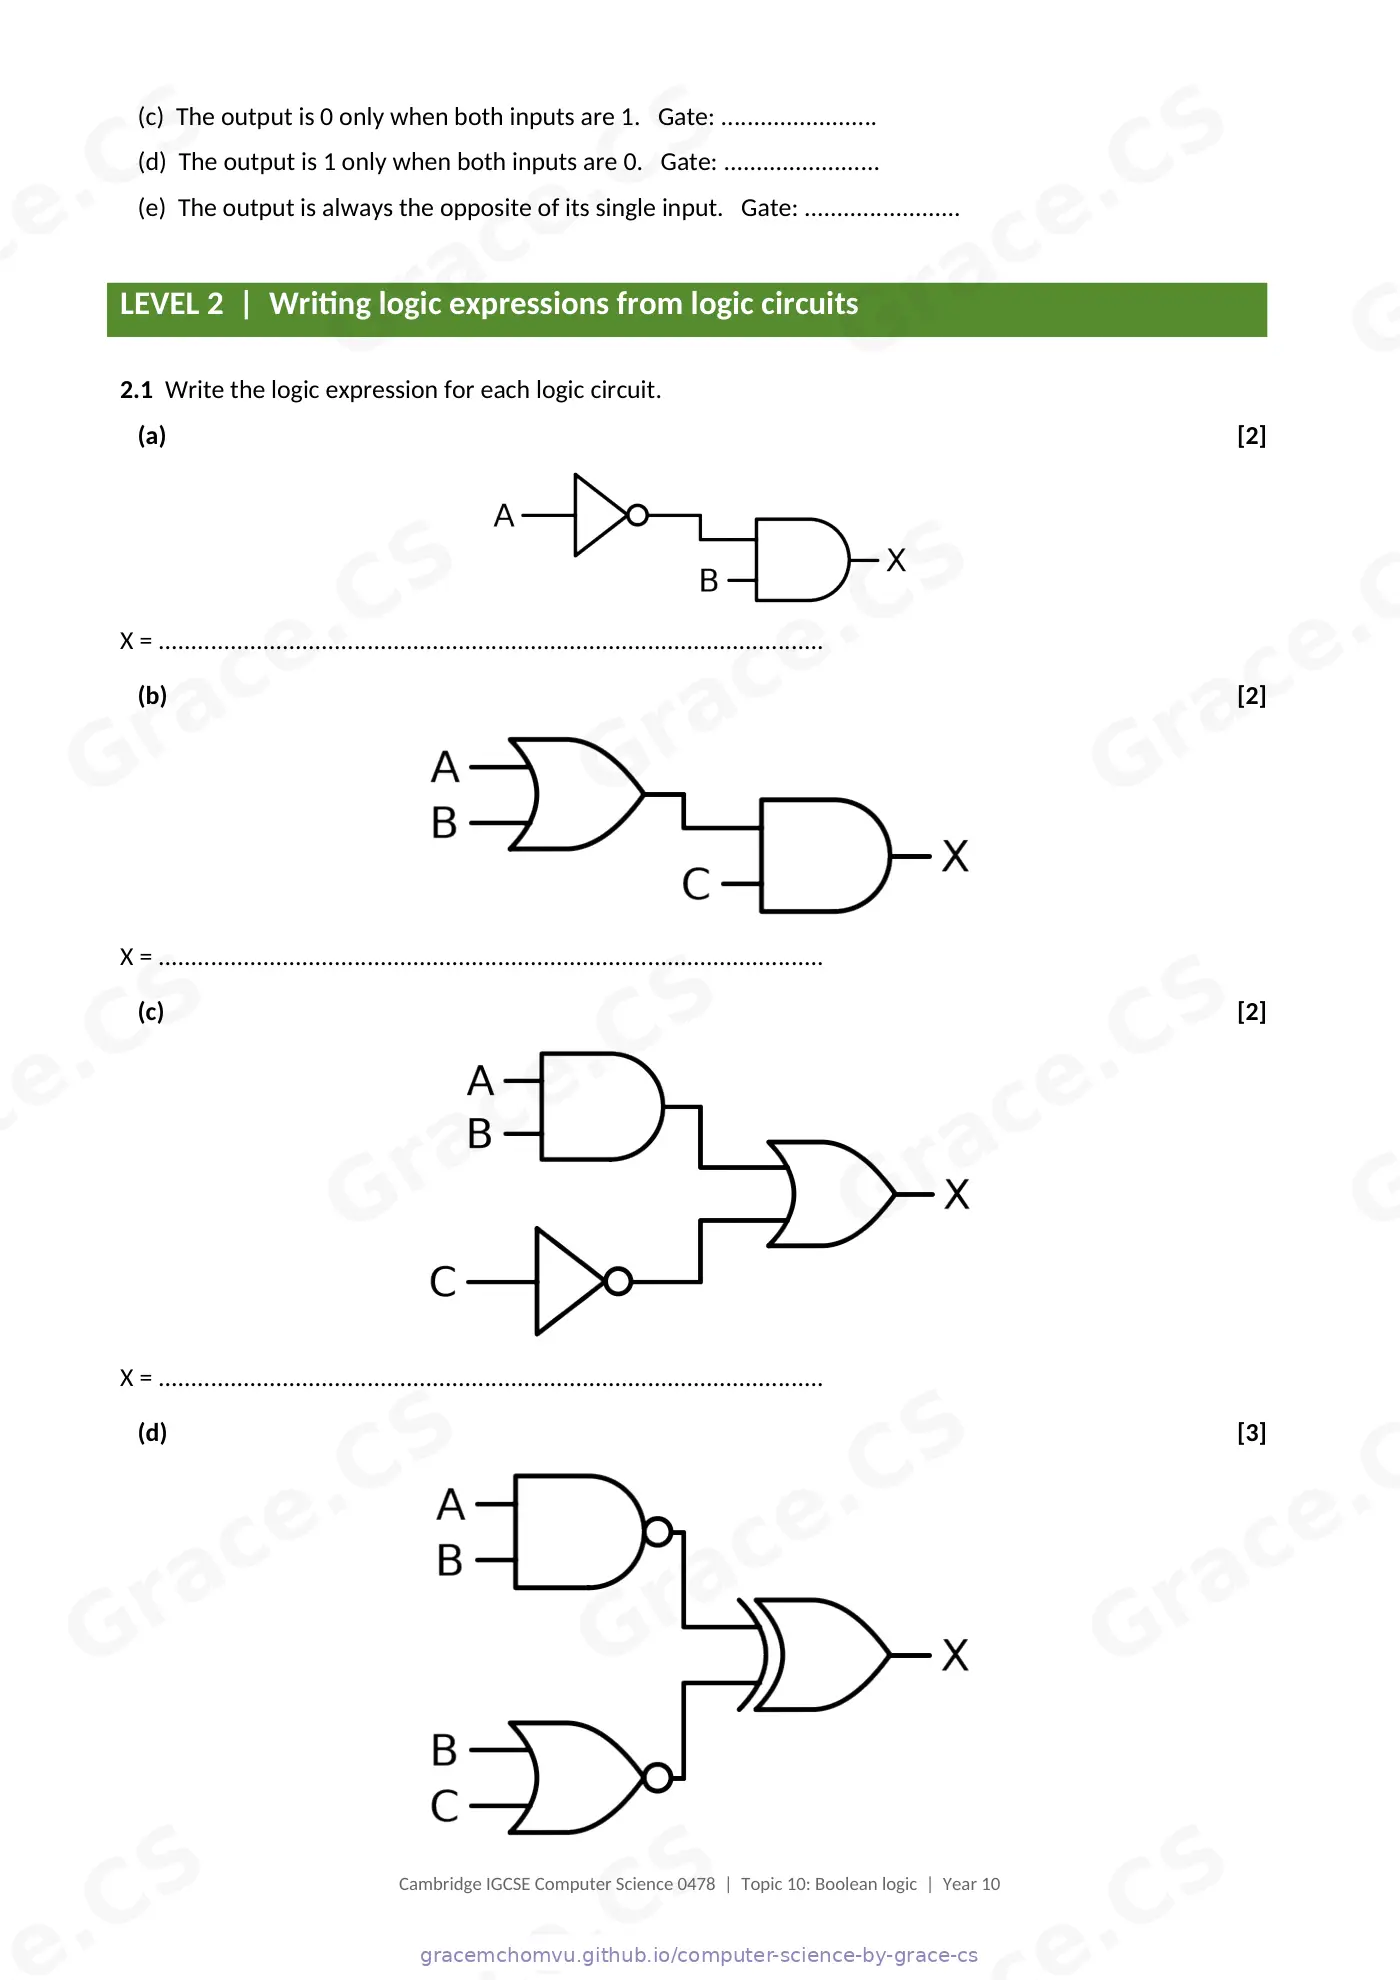 (c) The output is 0 only when both inputs are 1. Gate: ........................
(d) The output is 1 only when both inputs are 0. Gate: ........................
(e) The output is always the opposite of its single input. Gate: ........................
LEVEL 2 | Writing logic expressions from logic circuits
2.1 Write the logic expression for each logic circuit.
(a) [2]
A
B
X
X = ......................................................................................................
(b) [2]
A
B
C
X
X = ......................................................................................................
(c) [2]
A
B
C
X
X = ......................................................................................................
(d) [3]
A
B
B
C
X
Cambridge IGCSE Computer Science 0478 | Topic 10: Boolean logic | Year 10
gracemchomvu.github.io/computer-science-by-grace-cs
Grace.CS